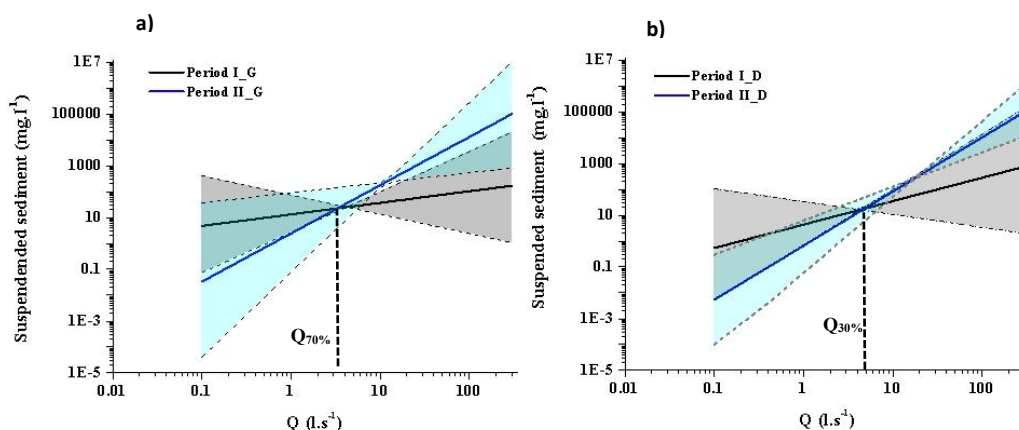 a)
Period I_G
Period II_G
Suspendended sediment (mg.l⁻¹)
1E7
100000
1000
10
0.1
1E-3
1E-5
0.01
0.1
1
10
100
Q (l.s⁻¹)
Q70%
b)
Period I_D
Period II_D
Suspended sediment (mg.l⁻¹)
1E7
100000
1000
10
0.1
1E-3
1E-5
0.01
0.1
1
10
100
Q (l.s⁻¹)
Q30%